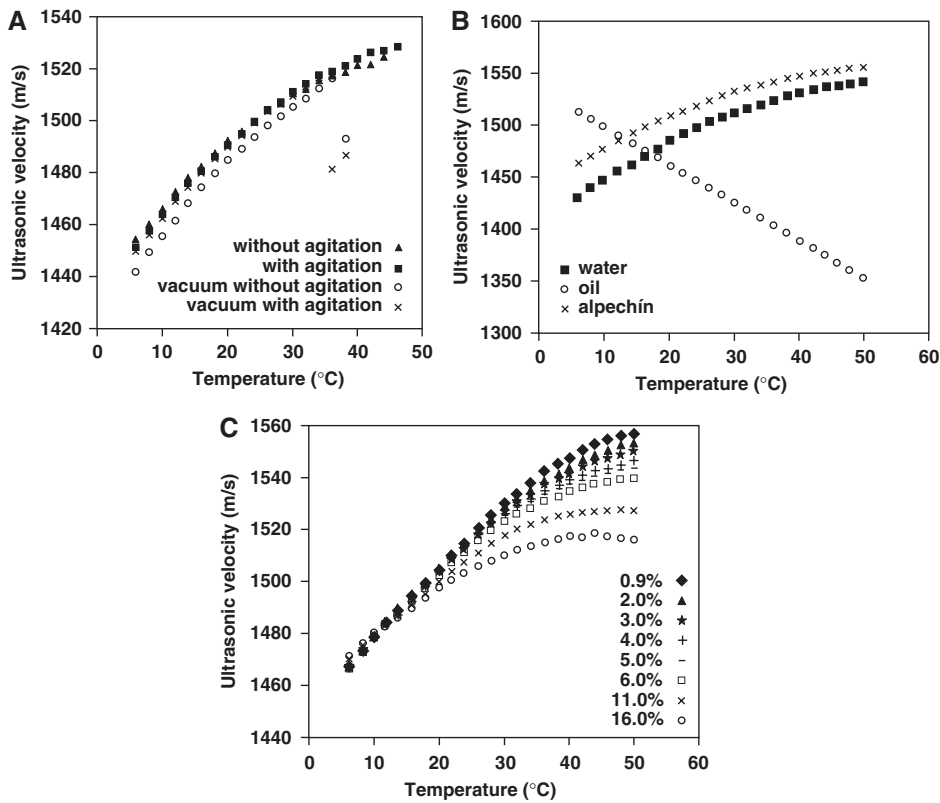 A
Ultrasonic velocity (m/s)
1540
1520
1500
1480
1460
1440
1420
without agitation
with agitation
vacuum without agitation
vacuum with agitation
0 10 20 30 40 50
Temperature (°C)
B
Ultrasonic velocity (m/s)
1600
1550
1500
1450
1400
1350
1300
water
oil
alpechín
0 10 20 30 40 50 60
Temperature (°C)
C
Ultrasonic velocity (m/s)
1560
1540
1520
1500
1480
1460
1440
0.9%
2.0%
3.0%
4.0%
5.0%
6.0%
11.0%
16.0%
0 10 20 30 40 50 60
Temperature (°C)